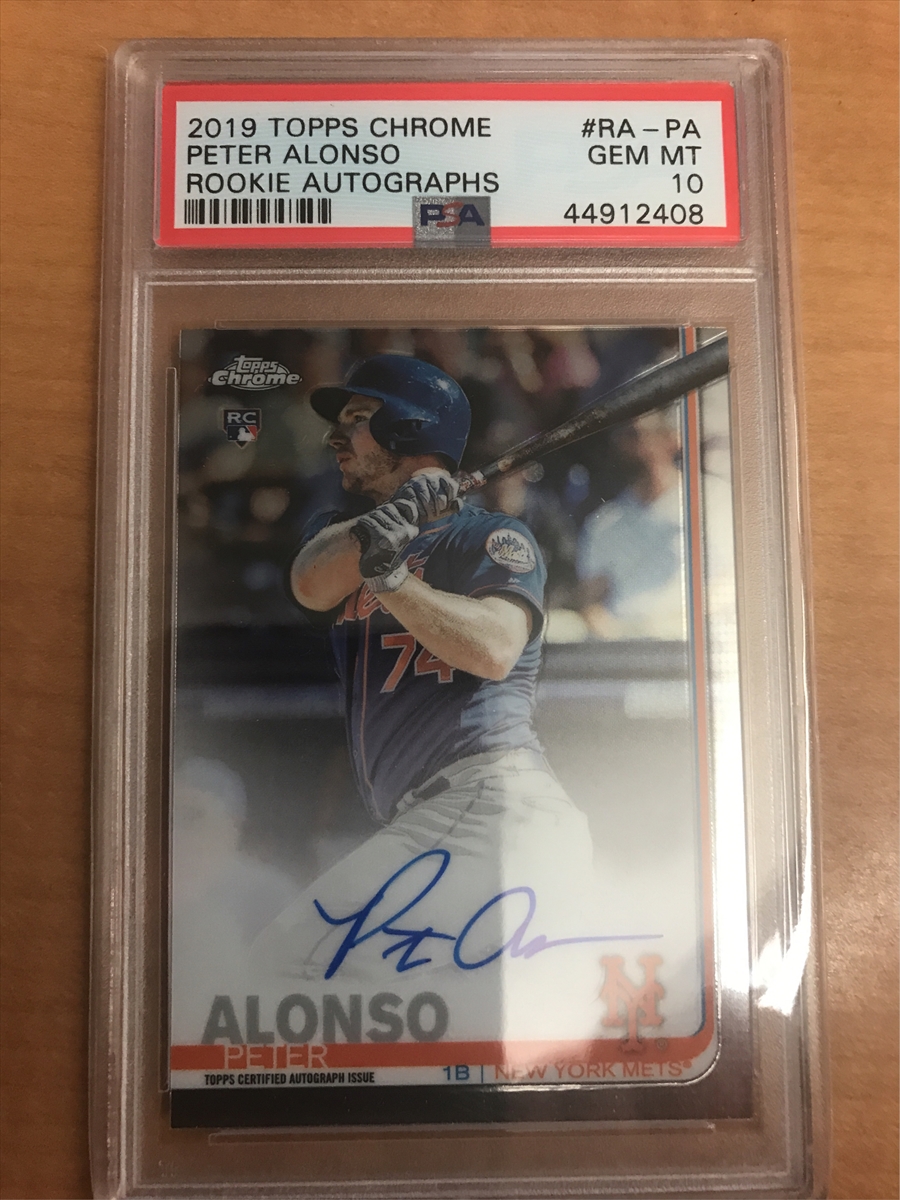 2019 TOPPS CHROME #RA-PA
PETER ALONSO GEM MT
ROOKIE AUTOGRAPHS 10
PSA 44912408
topps
Chrome
RC
Mets
74
ALONSO
PETER
TOPPS CERTIFIED AUTOGRAPH ISSUE
1B | NEW YORK METS®
NY